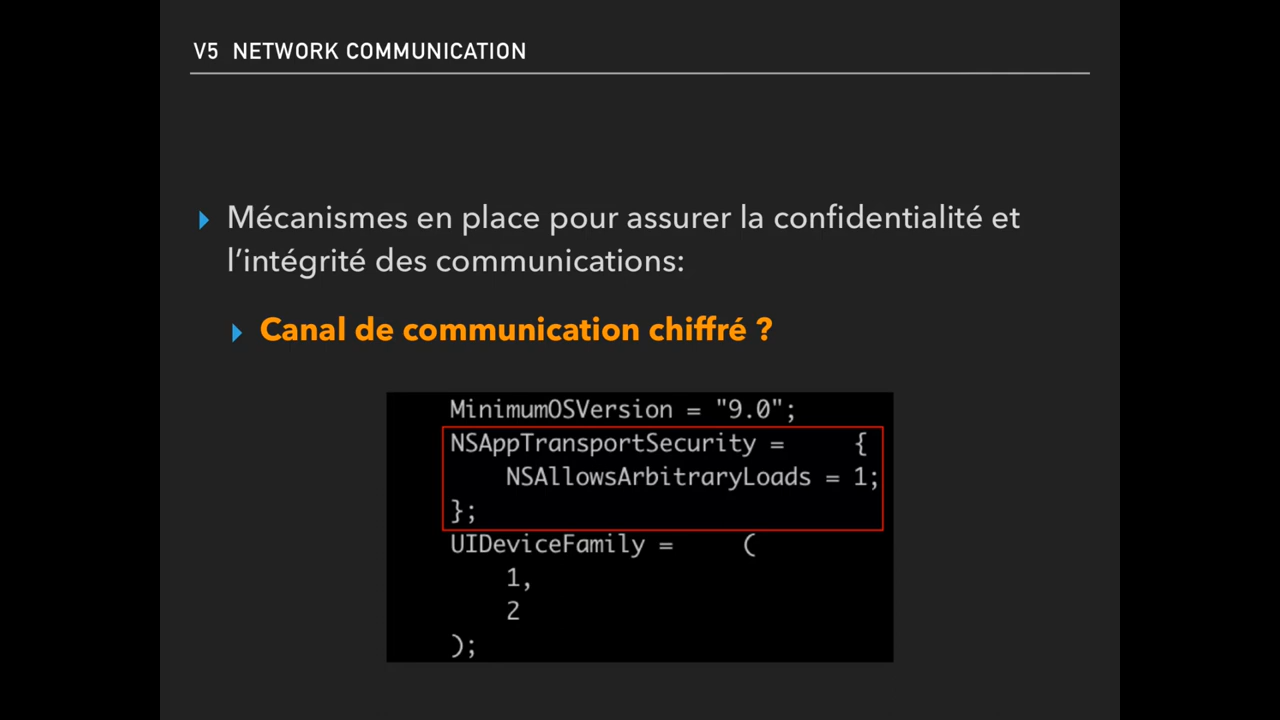 V5 NETWORK COMMUNICATION
Mécanismes en place pour assurer la confidentialité et
l’intégrité des communications:
Canal de communication chiffré ?
MinimumOSVersion = "9.0";
NSAppTransportSecurity = {
NSAllowsArbitraryLoads = 1;
};
UIDeviceFamily = (
1,
2
);